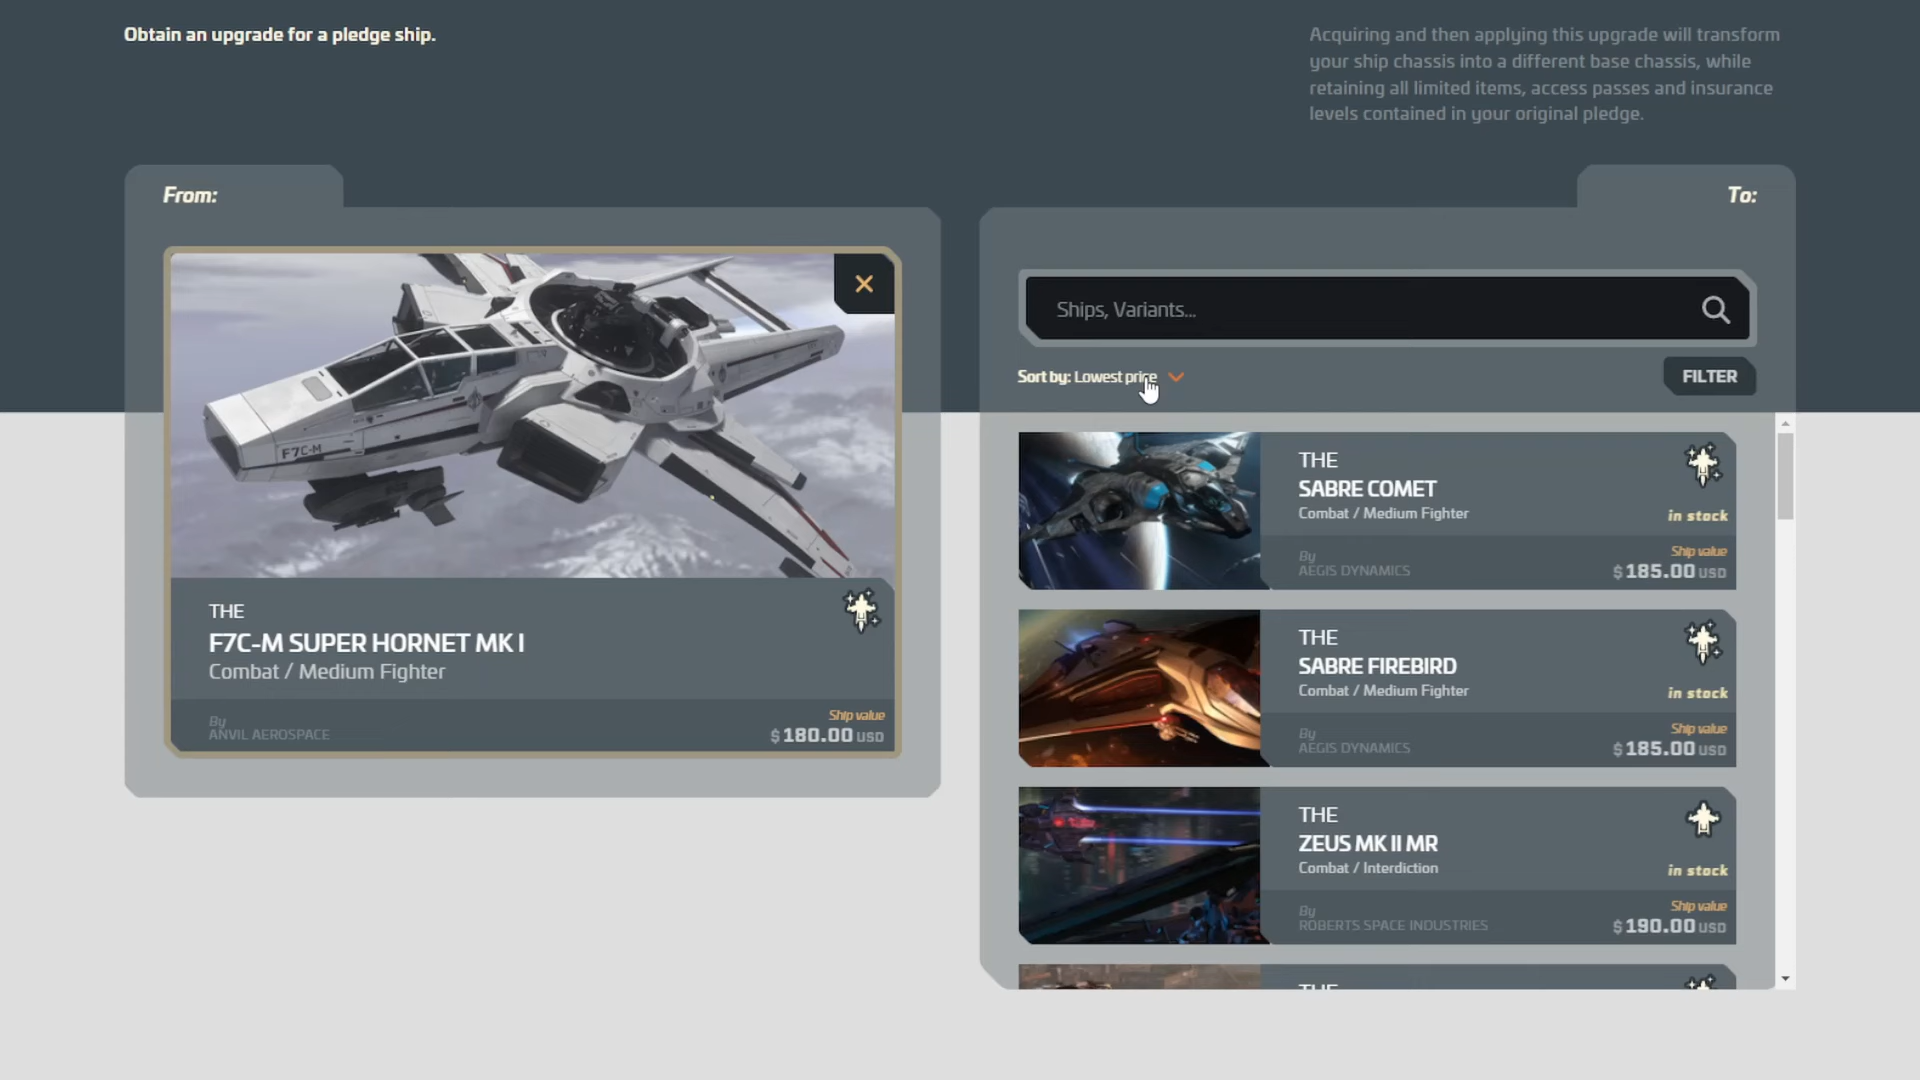 Obtain an upgrade for a pledge ship.
Acquiring and then applying this upgrade will transform
your ship chassis into a different base chassis, while
retaining all limited items, access passes and insurance
levels contained in your original pledge.
From:
F7C-M
THE
F7C-M SUPER HORNET MK I
Combat / Medium Fighter
By
ANVIL AEROSPACE
Ship value
$ 180.00 USD
To:
Ships, Variants...
Sort by: Lowest price
FILTER
THE
SABRE COMET
Combat / Medium Fighter
in stock
By
AEGIS DYNAMICS
Ship value
$ 185.00 USD
THE
SABRE FIREBIRD
Combat / Medium Fighter
in stock
By
AEGIS DYNAMICS
Ship value
$ 185.00 USD
THE
ZEUS MK II MR
Combat / Interdiction
in stock
By
ROBERTS SPACE INDUSTRIES
Ship value
$ 190.00 USD
THE